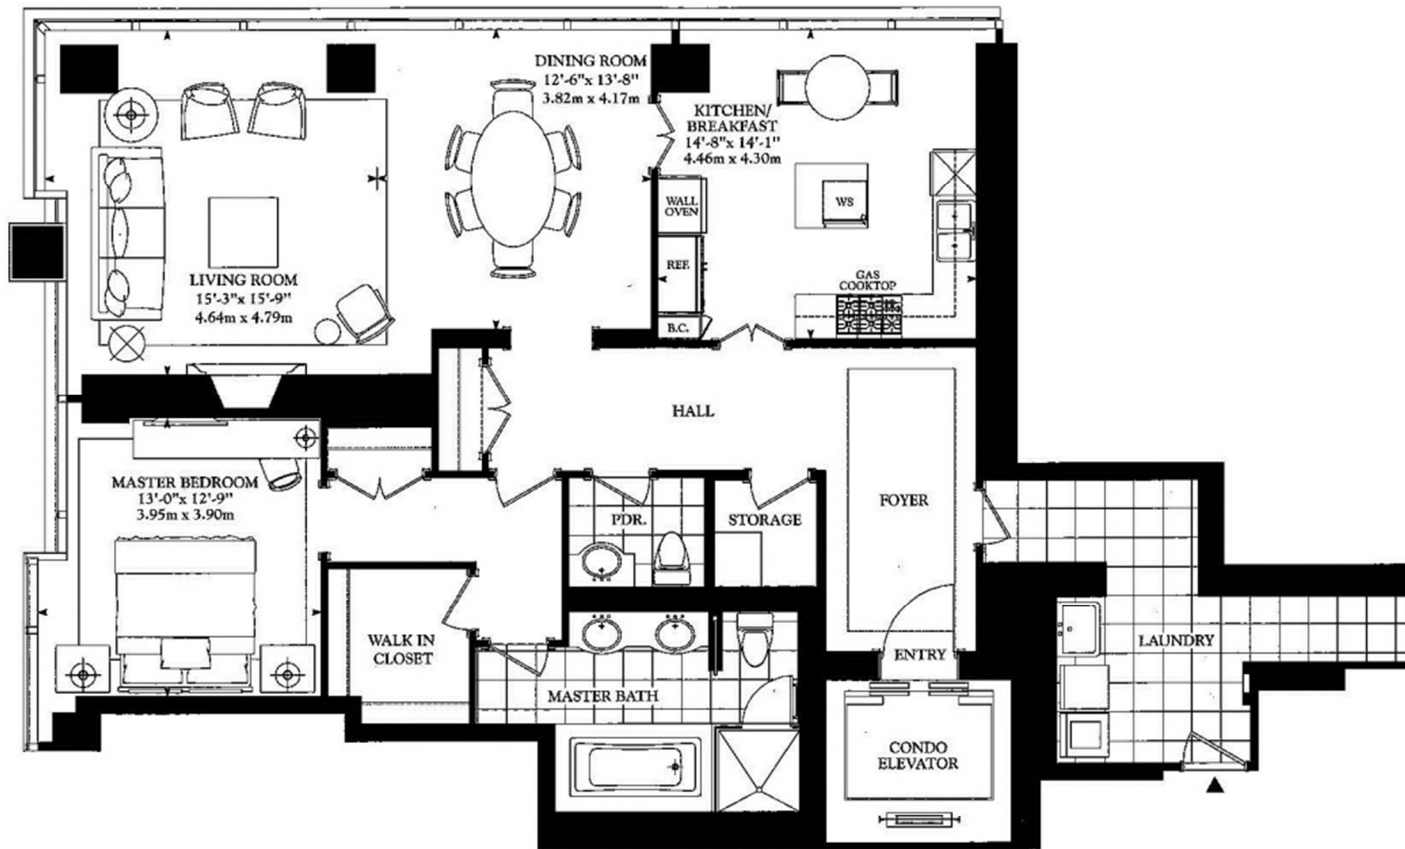 DINING ROOM
12'-6"x 13'-8"
3.82m x 4.17m
KITCHEN/
BREAKFAST
14'-8"x 14'-1"
4.46m x 4.30m
WALL
OVEN
WS
REF.
GAS
COOKTOP
B.C.
LIVING ROOM
15'-3"x 15'-9"
4.64m x 4.79m
HALL
MASTER BEDROOM
13'-0"x 12'-9"
3.95m x 3.90m
PDR.
STORAGE
FOYER
WALK IN
CLOSET
MASTER BATH
ENTRY
LAUNDRY
CONDO
ELEVATOR